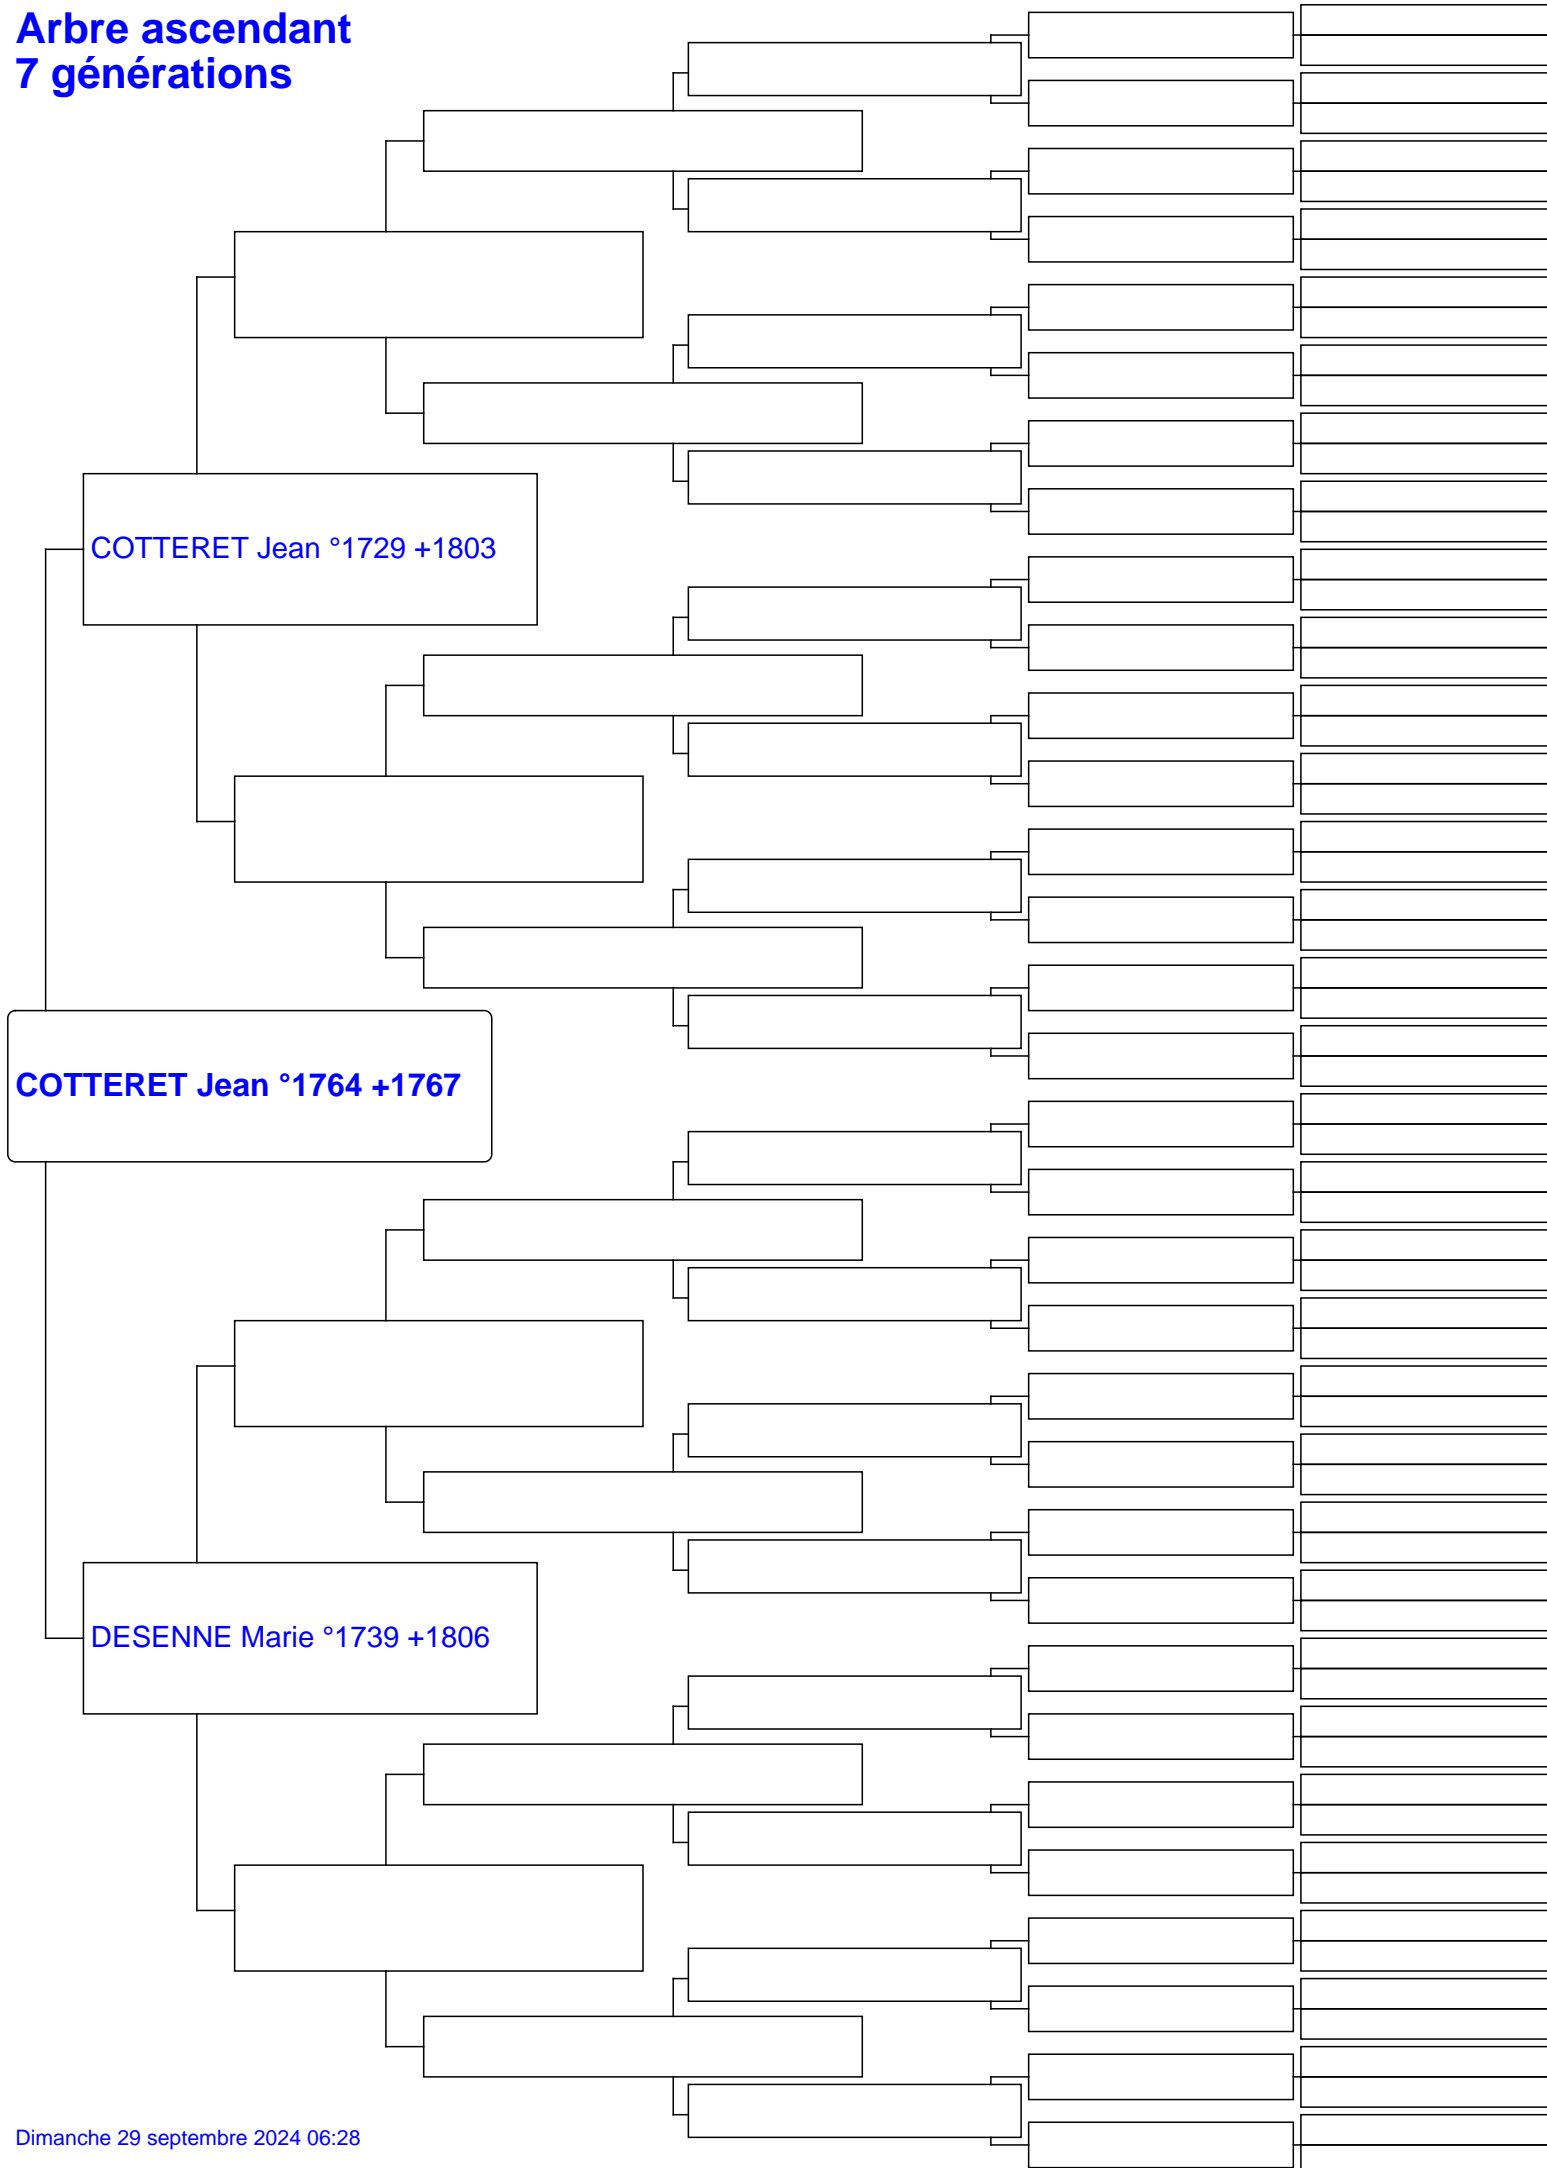 Arbre ascendant
7 générations
COTTERET Jean °1729 +1803
COTTERET Jean °1764 +1767
DESENNE Marie °1739 +1806
Dimanche 29 septembre 2024 06:28